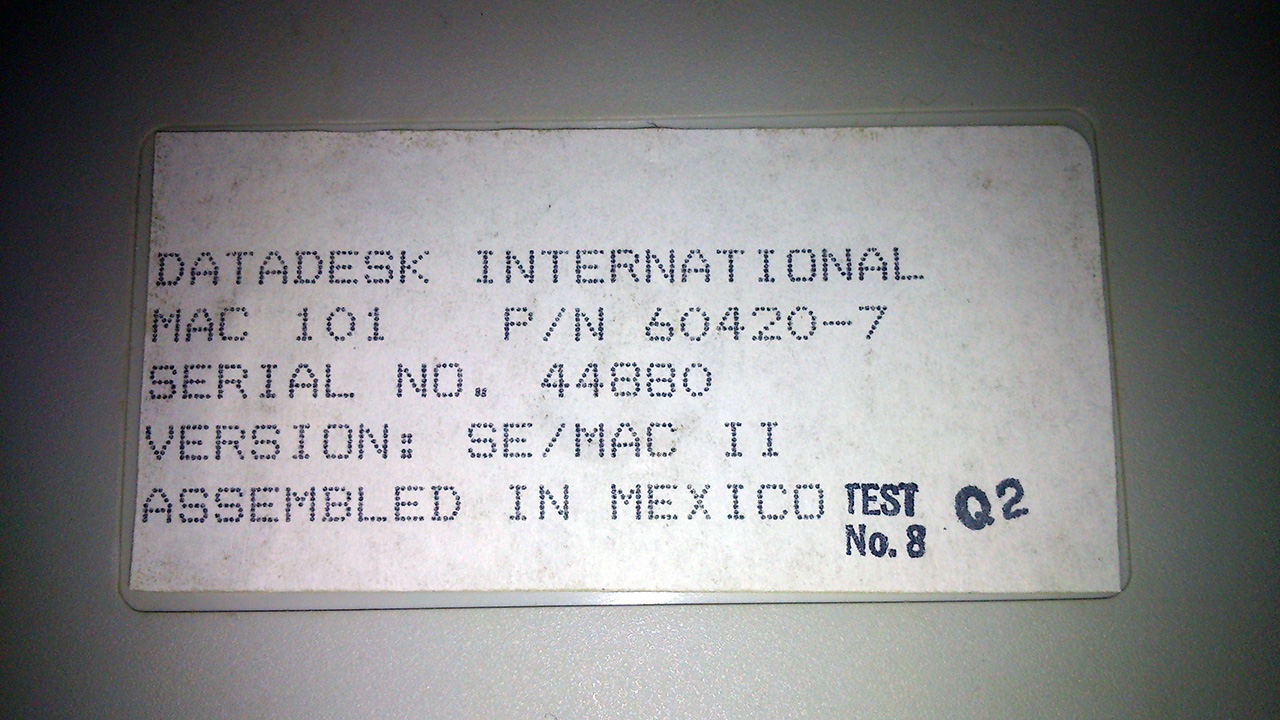 DATADESK INTERNATIONAL
MAC 101 P/N 60420-7
SERIAL NO. 44880
VERSION: SE/MAC II
ASSEMBLED IN MEXICO
TEST
No. 8
Q2